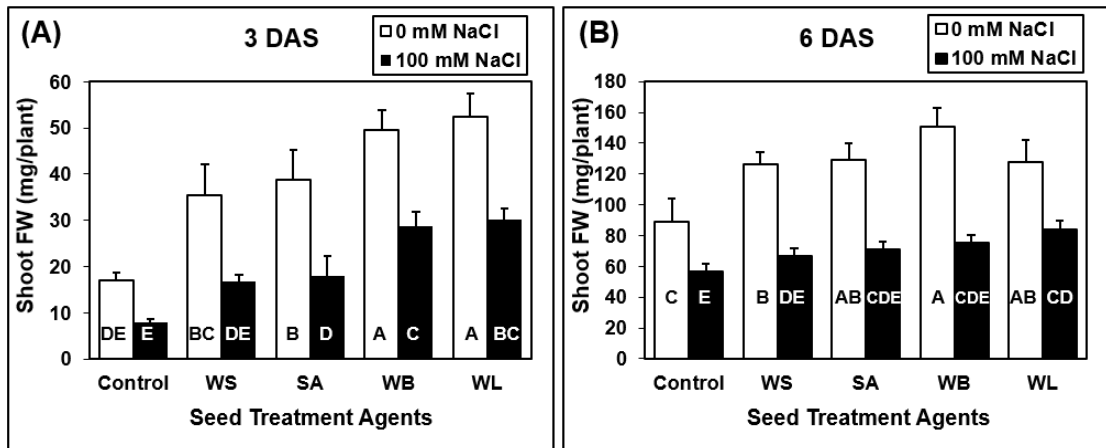 (A)
3 DAS
0 mM NaCl
100 mM NaCl
Shoot FW (mg/plant)
60
50
40
30
20
10
0
DE E BC DE B D A C A BC
Control WS SA WB WL
Seed Treatment Agents
(B)
6 DAS
0 mM NaCl
100 mM NaCl
Shoot FW (mg/plant)
180
160
140
120
100
80
60
40
20
0
C E B DE AB CDE A CDE AB CD
Control WS SA WB WL
Seed Treatment Agents